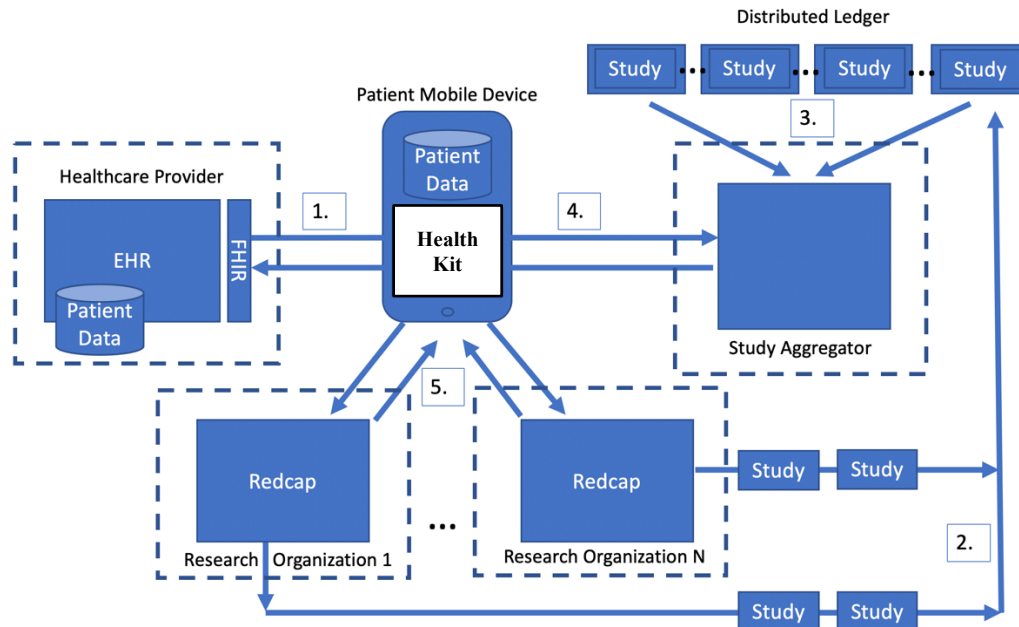 Distributed Ledger
Study ... Study ... Study ... Study
Patient Mobile Device
3.
Patient
Data
Healthcare Provider
1.
4.
Health
Kit
EHR
FHIR
Patient
Data
Study Aggregator
5.
Redcap
Redcap
Study
Study
...
Research Organization 1
Research Organization N
2.
Study
Study